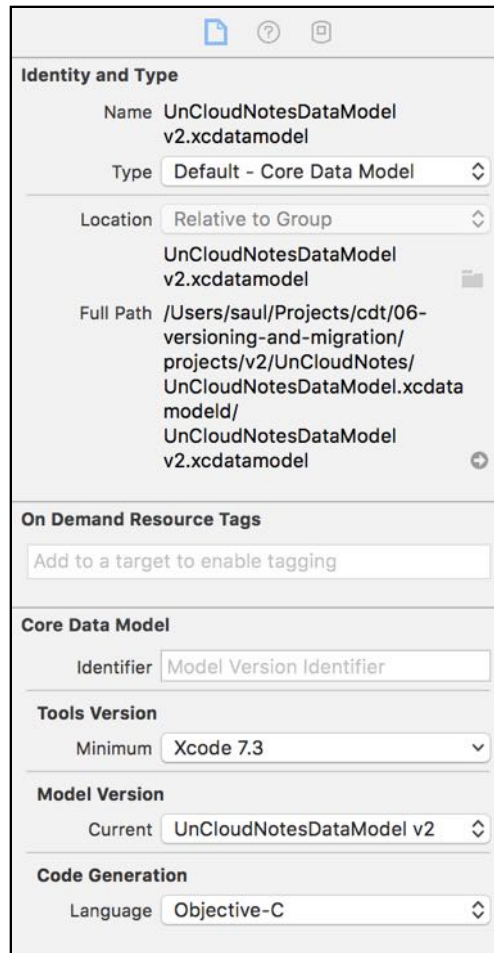 Identity and Type
Name UnCloudNotesDataModel
v2.xcdatamodel
Type Default - Core Data Model
Location Relative to Group
UnCloudNotesDataModel
v2.xcdatamodel
Full Path /Users/saul/Projects/cdt/06-
versioning-and-migration/
projects/v2/UnCloudNotes/
UnCloudNotesDataModel.xcdata
modeld/
UnCloudNotesDataModel
v2.xcdatamodel
On Demand Resource Tags
Add to a target to enable tagging
Core Data Model
Identifier Model Version Identifier
Tools Version
Minimum Xcode 7.3
Model Version
Current UnCloudNotesDataModel v2
Code Generation
Language Objective-C